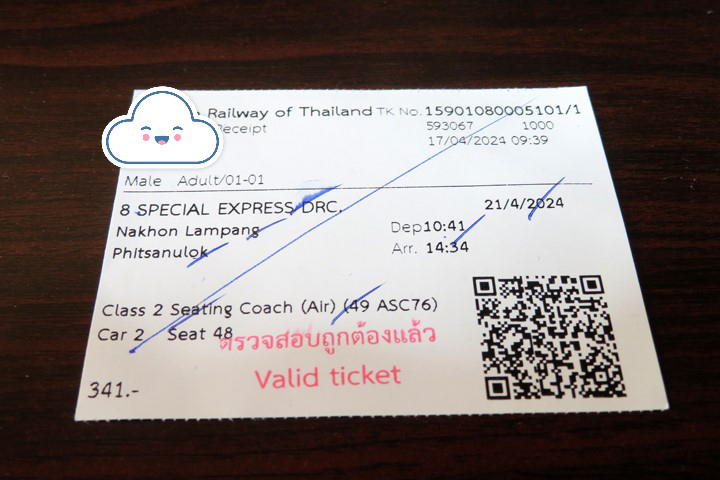 Railway of Thailand TK No. 15901080005101/1
Receipt 593067 1000
17/04/2024 09:39
Male Adult/01-01
8 SPECIAL EXPRESS DRC. 21/4/2024
Nakhon Lampang Dep 10:41
Phitsanulok Arr. 14:34
Class 2 Seating Coach (Air) (49 ASC76)
Car 2 Seat 48
ตรวจสอบถูกต้องแล้ว
Valid ticket
341.-